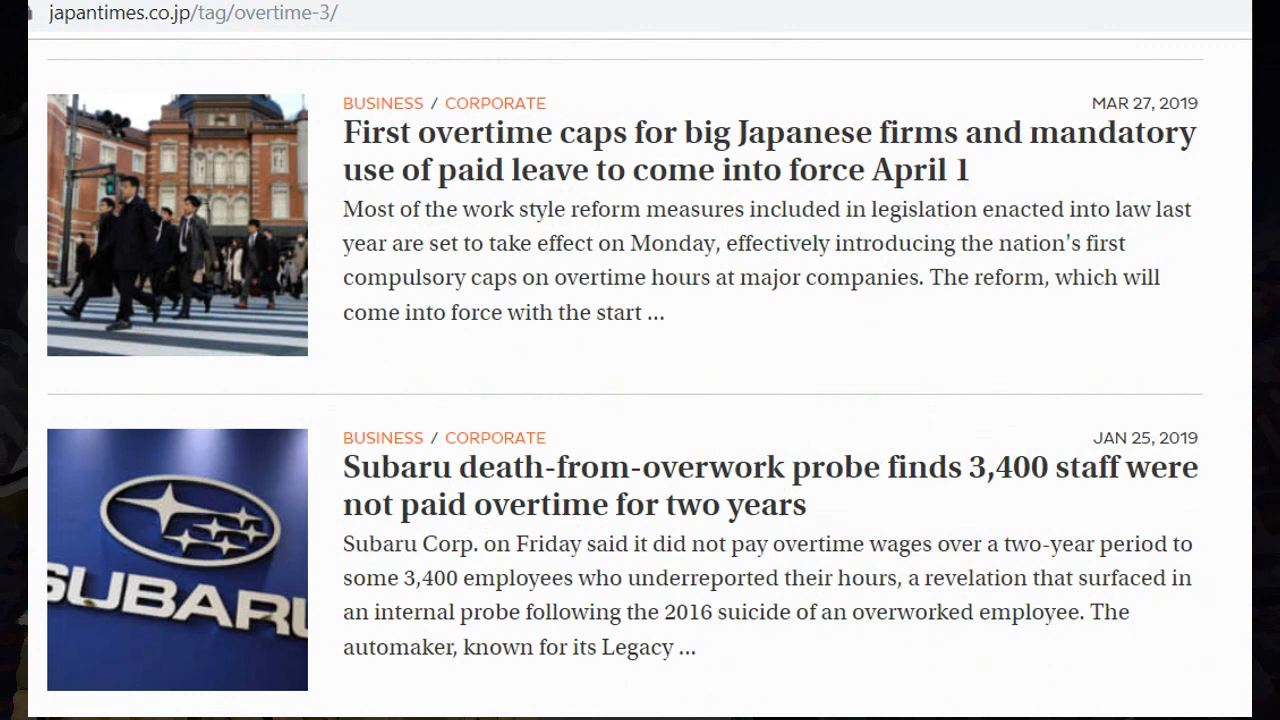 japantimes.co.jp/tag/overtime-3/
BUSINESS / CORPORATE
MAR 27, 2019
First overtime caps for big Japanese firms and mandatory
use of paid leave to come into force April 1
Most of the work style reform measures included in legislation enacted into law last
year are set to take effect on Monday, effectively introducing the nation's first
compulsory caps on overtime hours at major companies. The reform, which will
come into force with the start ...
SUBARU
BUSINESS / CORPORATE
JAN 25, 2019
Subaru death-from-overwork probe finds 3,400 staff were
not paid overtime for two years
Subaru Corp. on Friday said it did not pay overtime wages over a two-year period to
some 3,400 employees who underreported their hours, a revelation that surfaced in
an internal probe following the 2016 suicide of an overworked employee. The
automaker, known for its Legacy ...